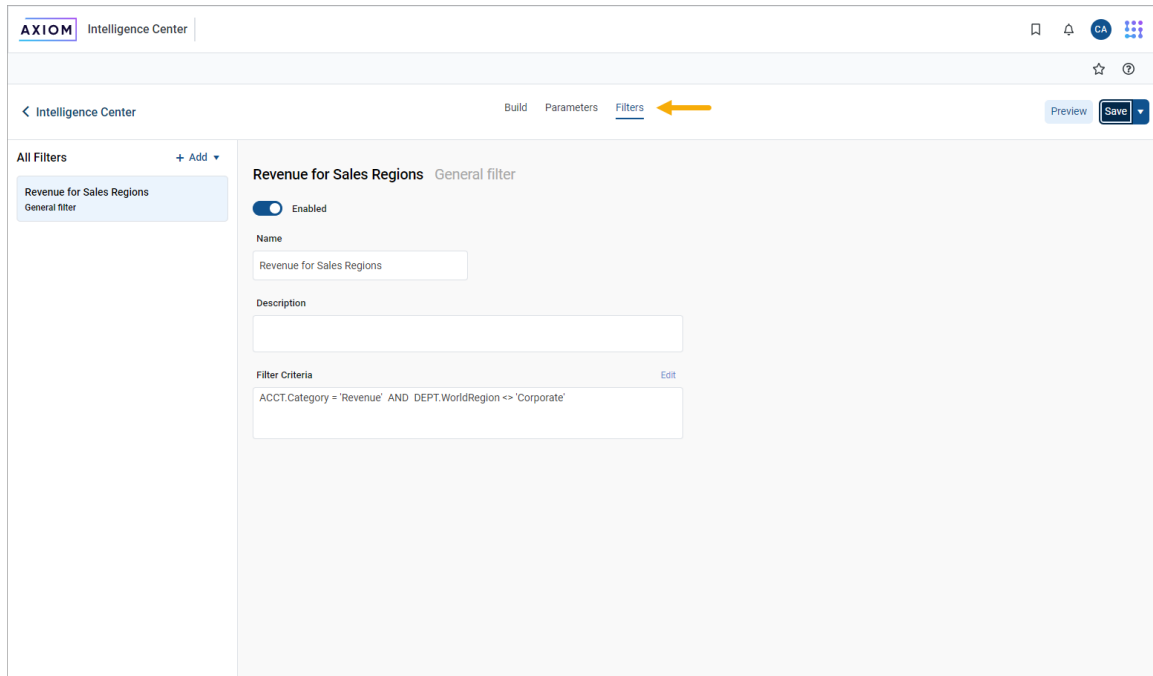 AXIOM Intelligence Center
CA
Intelligence Center
Build Parameters Filters
Preview Save
All Filters + Add
Revenue for Sales Regions
General filter
Revenue for Sales Regions General filter
Enabled
Name
Revenue for Sales Regions
Description
Filter Criteria Edit
ACCT.Category = 'Revenue' AND DEPT.WorldRegion <> 'Corporate'